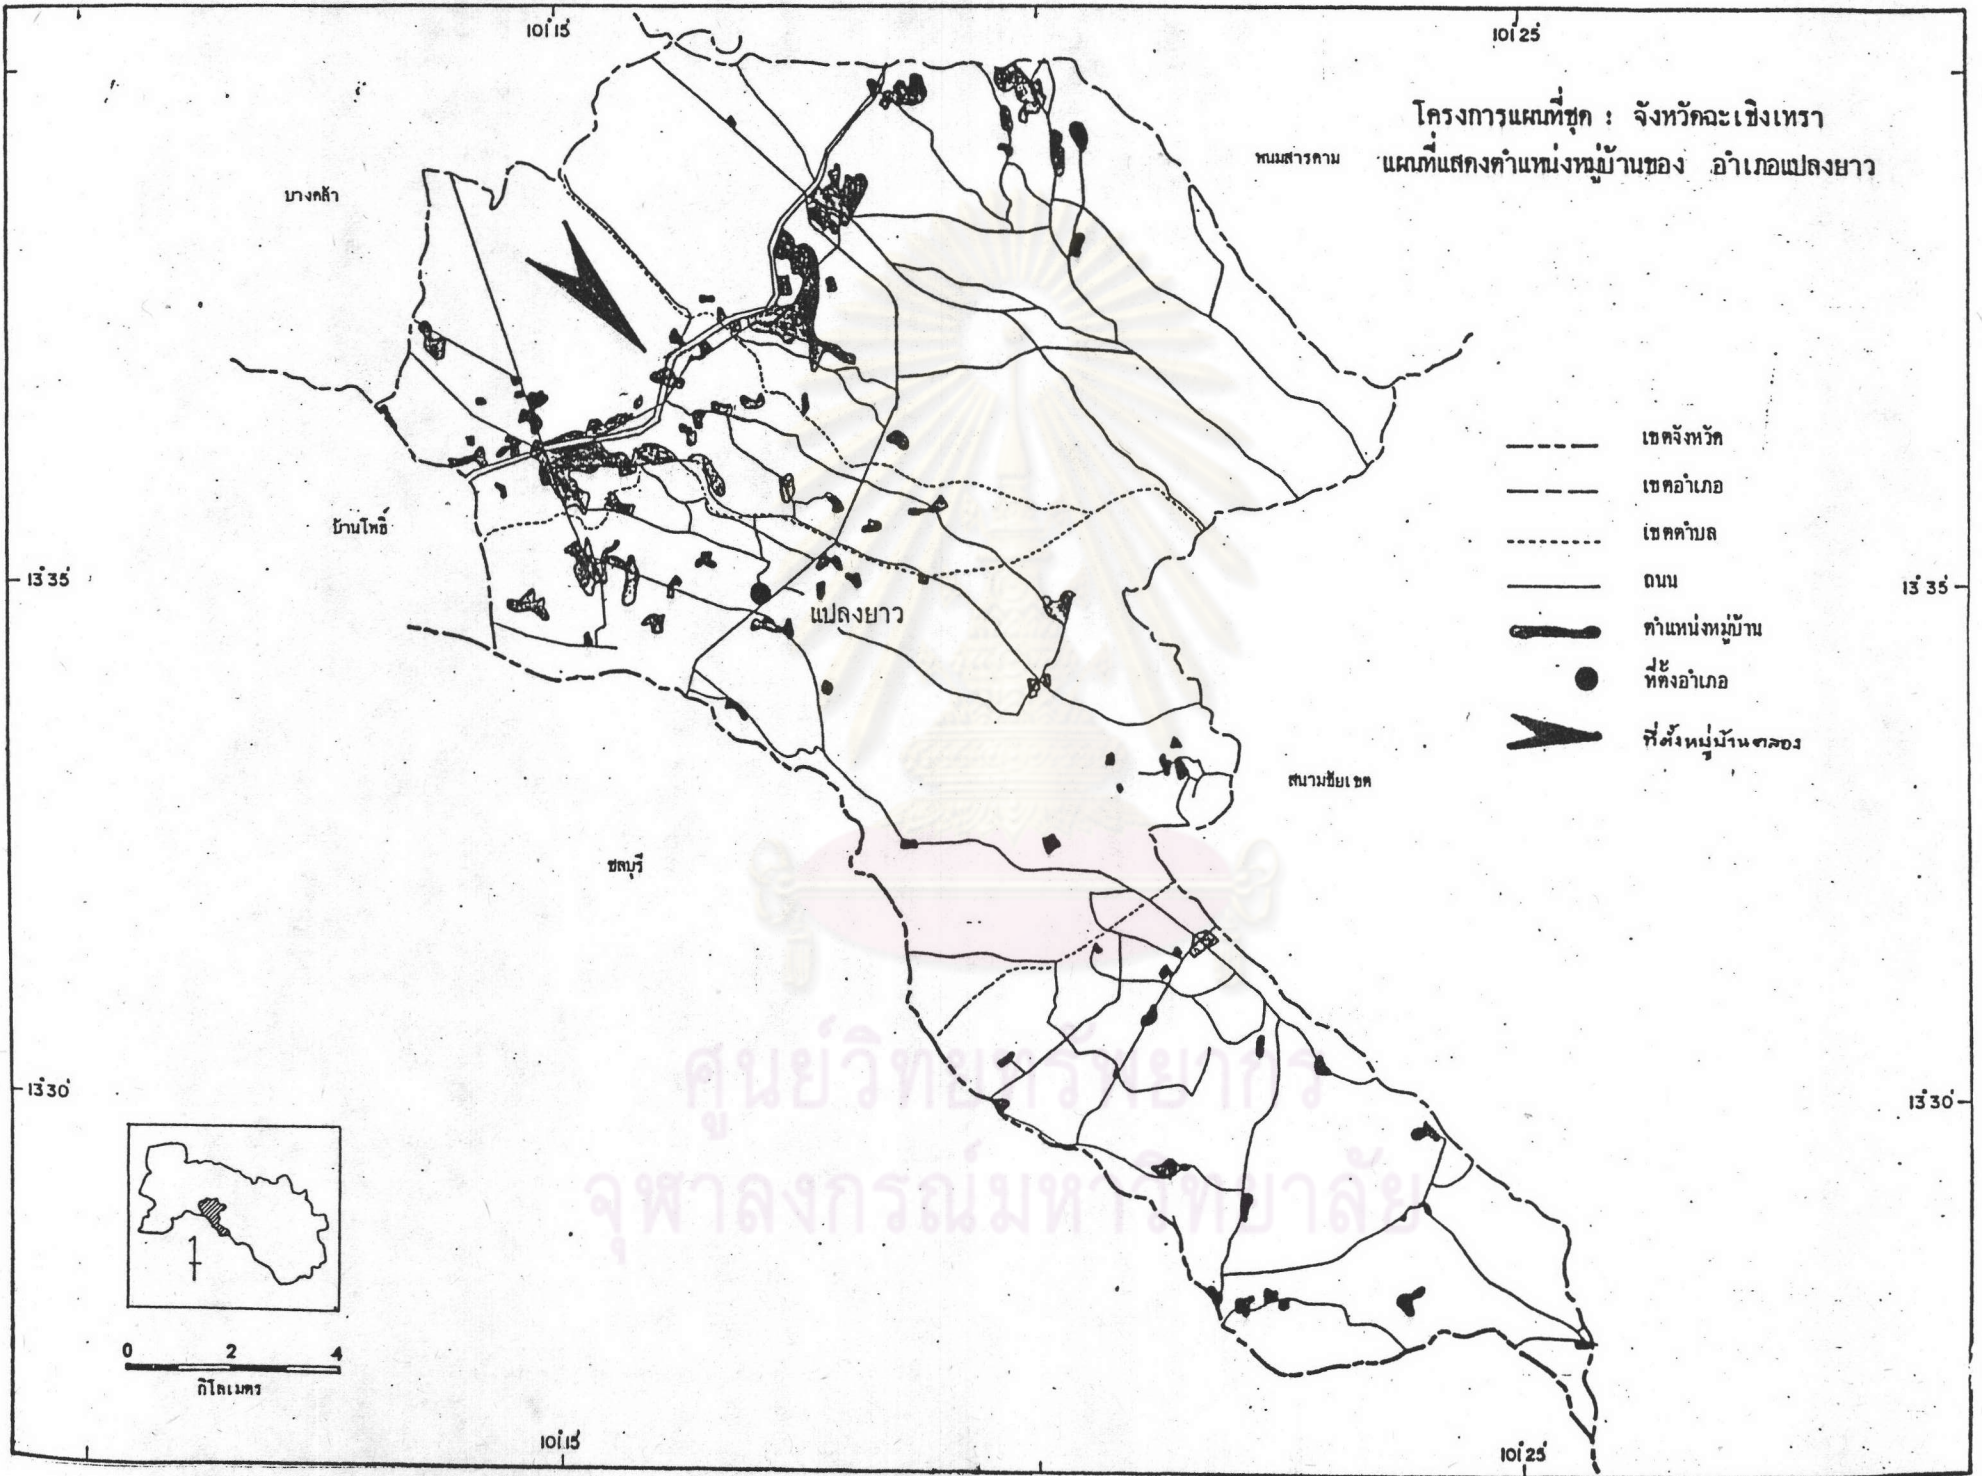 101°15'
101°25'
โครงการแผนที่ชุด : จังหวัดฉะเชิงเทรา
แผนที่แสดงตำแหน่งหมู่บ้านของ อำเภอแปลงยาว
พนมสารคาม
บางคล้า
บ้านโพธิ์
13°35'
13°35'
แปลงยาว
สนามชัยเขต
ชลบุรี
เขตจังหวัด
เขตอำเภอ
เขตตำบล
ถนน
ตำแหน่งหมู่บ้าน
ที่ตั้งอำเภอ
ที่ตั้งหมู่บ้านทดลอง
ศูนย์วิทยทรัพยากร
จุฬาลงกรณ์มหาวิทยาลัย
13°30'
13°30'
0 2 4
กิโลเมตร
101°15'
101°25'